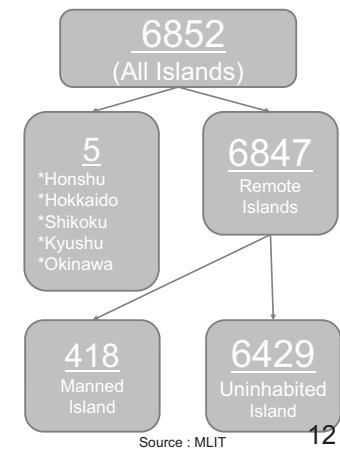 6852
(All Islands)
5
*Honshu
*Hokkaido
*Shikoku
*Kyushu
*Okinawa
6847
Remote
Islands
418
Manned
Island
6429
Uninhabited
Island
Source : MLIT
12